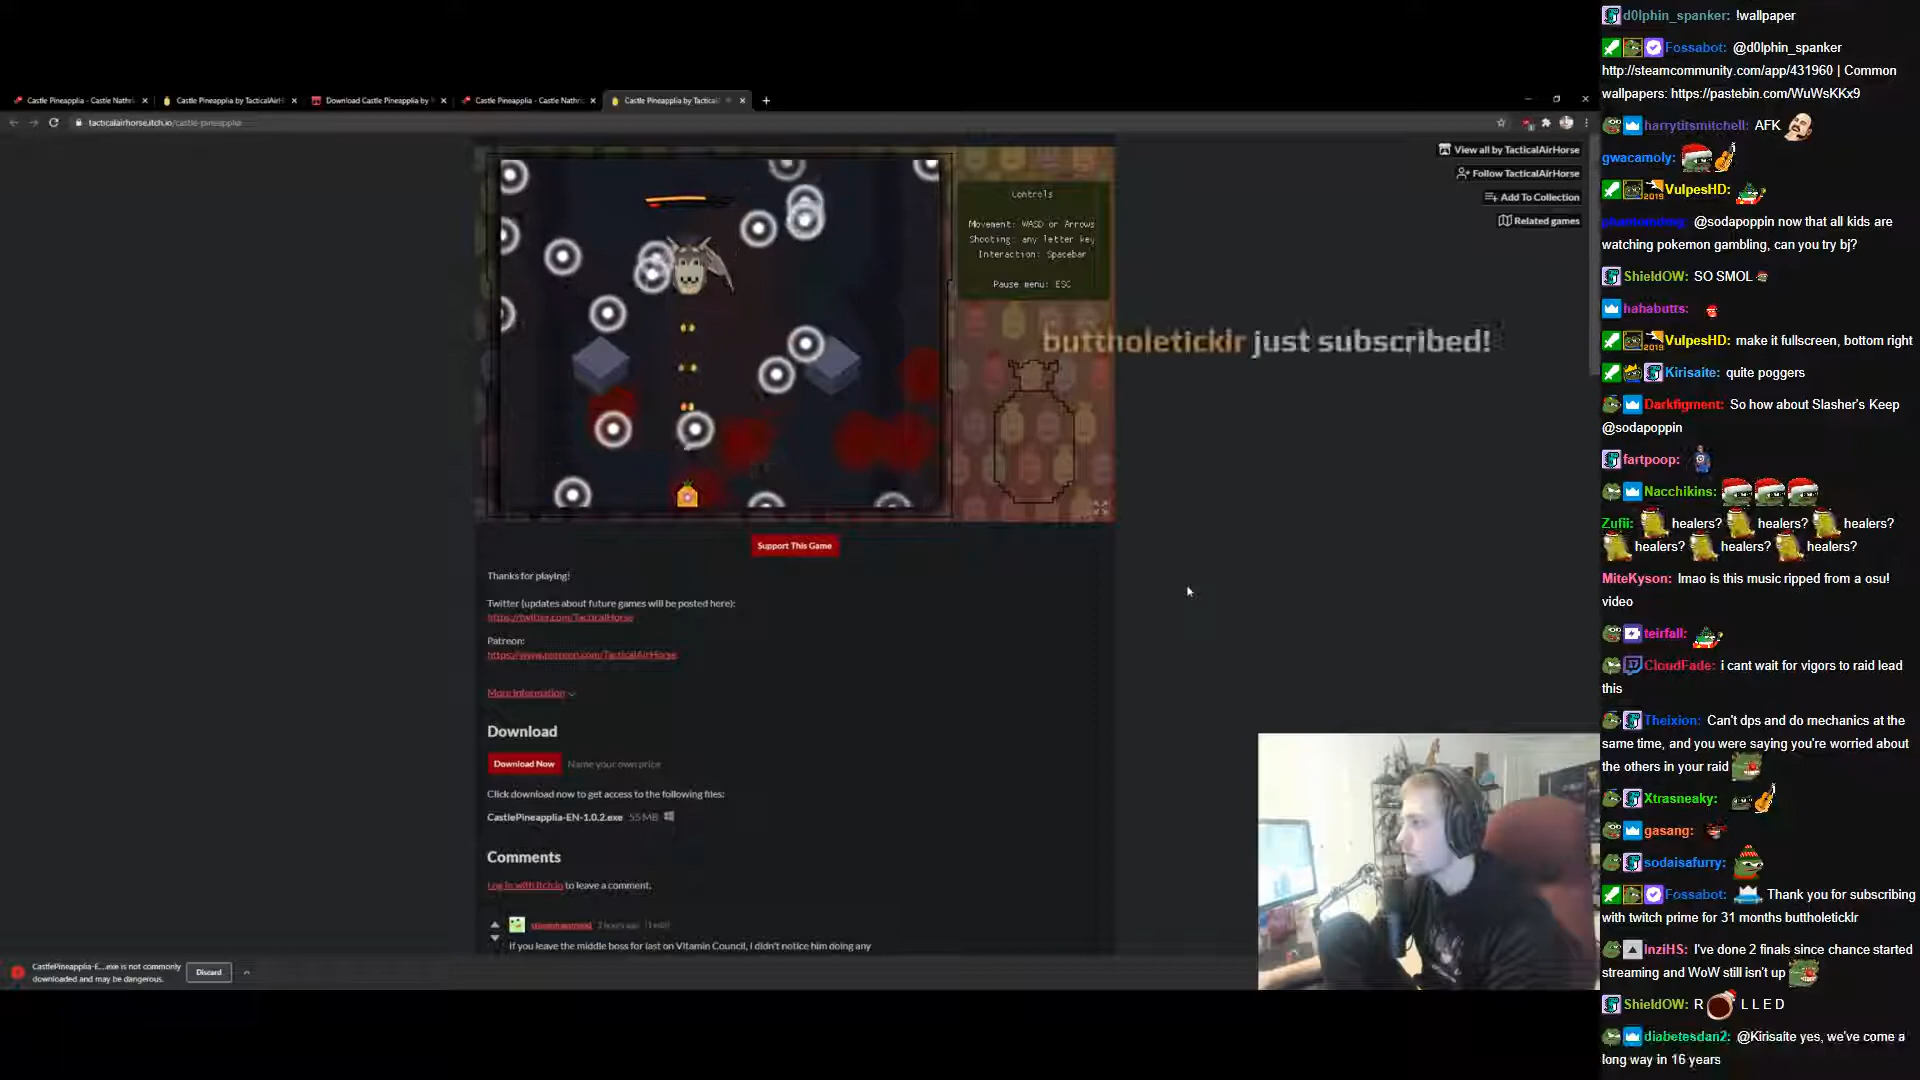 Castle Pineapplia - Castle Nathri
Castle Pineapplia by TacticalAirH
Download Castle Pineapplia by
Castle Pineapplia - Castle Nathri
Castle Pineapplia by Tactical
tacticalairhorse.itch.io/castle-pineapplia
View all by TacticalAirHorse
Follow TacticalAirHorse
Add To Collection
Related games
Controls
Movement: WASD or Arrows
Shooting: any letter key
Interaction: Spacebar
Pause menu: ESC
buttholeticklr just subscribed!
Support This Game
Thanks for playing!
Twitter (updates about future games will be posted here):
https://twitter.com/TacticalHorse
Patreon:
https://www.patreon.com/TacticalAirHorse
More information
Download
Download Now Name your own price
Click download now to get access to the following files:
CastlePineapplia-EN-1.0.2.exe 55 MB
Comments
Log in with itch.io to leave a comment.
2 hours ago (1 edit)
If you leave the middle boss for last on Vitamin Council, I didn't notice him doing any
CastlePineapplia-E....exe is not commonly
downloaded and may be dangerous.
Discard
d0lphin_spanker: !wallpaper
Fossabot: @d0lphin_spanker
http://steamcommunity.com/app/431960 | Common
wallpapers: https://pastebin.com/WuWsKKx9
harrytitsmitchell: AFK
gwacamoly:
2019 VulpesHD:
@sodapoppin now that all kids are
watching pokemon gambling, can you try bj?
ShieldOW: SO SMOL
hahabutts:
2019 VulpesHD: make it fullscreen, bottom right
Kirisaite: quite poggers
Darkfigment: So how about Slasher's Keep
@sodapoppin
fartpoop:
Nacchikins:
Zufii: healers? healers? healers?
healers? healers? healers?
MiteKyson: lmao is this music ripped from a osu!
video
teirfall:
17 CloudFade: i cant wait for vigors to raid lead
this
Theixion: Can't dps and do mechanics at the
same time, and you were saying you're worried about
the others in your raid
Xtrasneaky:
gasang:
sodaisafurry:
Fossabot: Thank you for subscribing
with twitch prime for 31 months buttholeticklr
InziHS: I've done 2 finals since chance started
streaming and WoW still isn't up
ShieldOW: R L L E D
diabetesdan2: @Kirisaite yes, we've come a
long way in 16 years